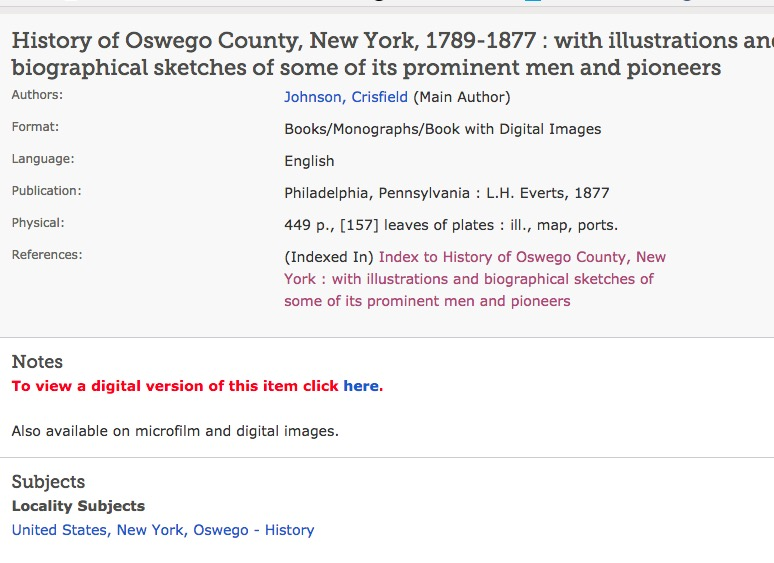 History of Oswego County, New York, 1789-1877 : with illustrations an
biographical sketches of some of its prominent men and pioneers
Authors: Johnson, Crisfield (Main Author)
Format: Books/Monographs/Book with Digital Images
Language: English
Publication: Philadelphia, Pennsylvania : L.H. Everts, 1877
Physical: 449 p., [157] leaves of plates : ill., map, ports.
References: (Indexed In) Index to History of Oswego County, New
York : with illustrations and biographical sketches of
some of its prominent men and pioneers
Notes
To view a digital version of this item click here.
Also available on microfilm and digital images.
Subjects
Locality Subjects
United States, New York, Oswego - History